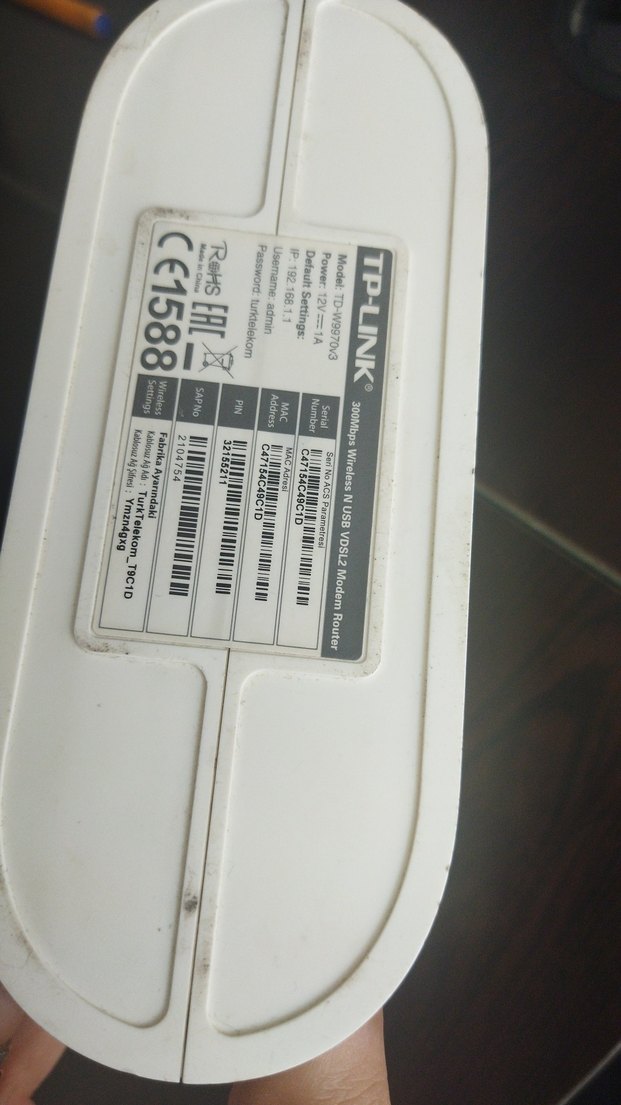 TP-LINK®
300Mbps Wireless N USB VDSL2 Modem Router
Model: TD-W9970v3
Power: 12V⎓1A
Default Settings:
IP: 192.168.1.1
Username: admin
Password: turktelekom
RoHS
Made in China
EAC
CE1588
Serial Number
Seri No ACS Parametresi
C47154C49C1D
MAC Address
MAC Adresi
C47154C49C1D
PIN
32155211
SAP No
2104754
Wireless Settings
Fabrika Ayarındaki
Kablosuz Ağ Adı : TurkTelekom_T9C1D
Kablosuz Ağ Şifresi : Ymzn4gxg